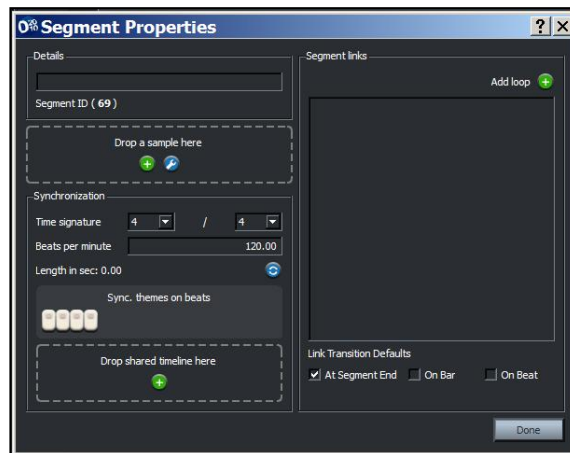 Segment Properties
Details
Segment ID ( 69 )
Drop a sample here
Synchronization
Time signature 4 / 4
Beats per minute 120.00
Length in sec: 0.00
Sync. themes on beats
Drop shared timeline here
Segment links
Add loop
Link Transition Defaults
At Segment End On Bar On Beat
Done